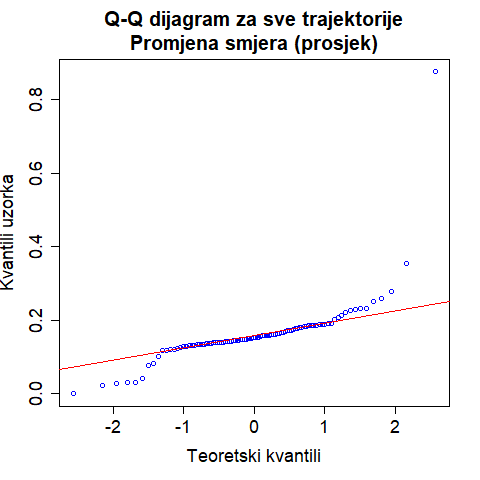 Q-Q dijagram za sve trajektorije
Promjena smjera (prosjek)
Kvantili uzorka
0.8
0.6
0.4
0.2
0.0
-2
-1
0
1
2
Teoretski kvantili